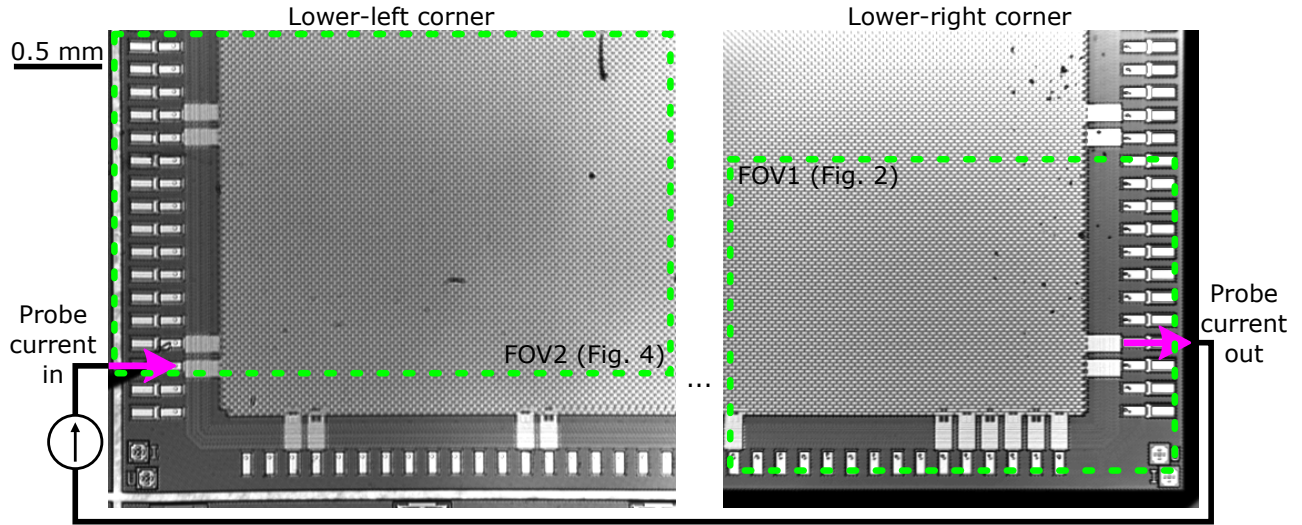 Lower-left corner
Lower-right corner
0.5 mm
FOV1 (Fig. 2)
Probe
current
in
FOV2 (Fig. 4)
...
Probe
current
out